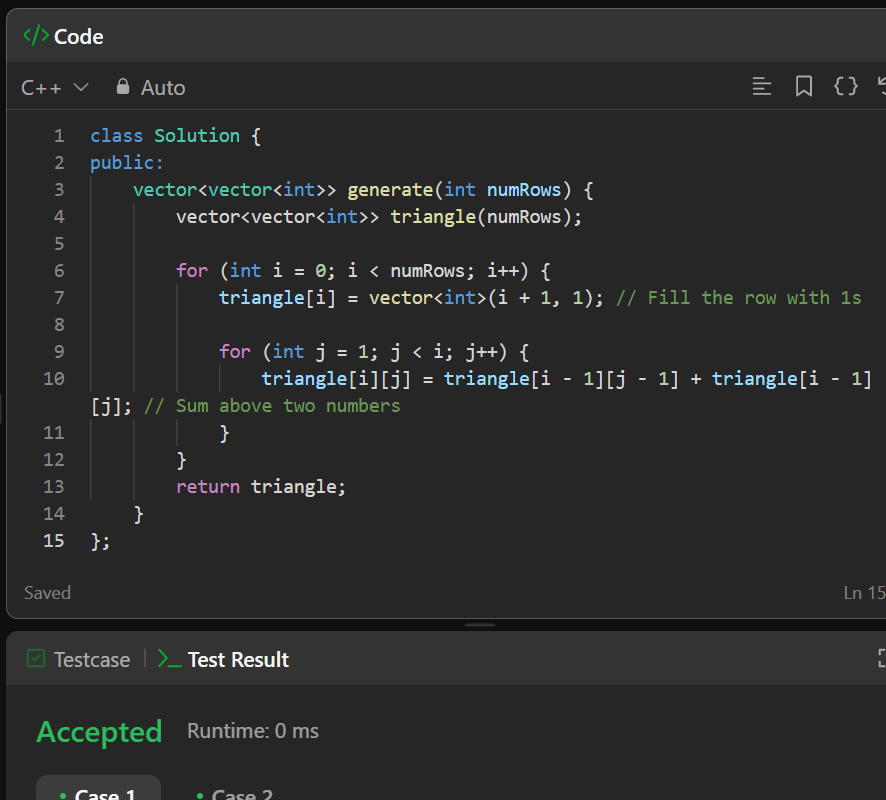 </> Code
C++ Auto
1 class Solution {
2 public:
3     vector<vector<int>> generate(int numRows) {
4         vector<vector<int>> triangle(numRows);
5
6         for (int i = 0; i < numRows; i++) {
7             triangle[i] = vector<int>(i + 1, 1); // Fill the row with 1s
8
9             for (int j = 1; j < i; j++) {
10                 triangle[i][j] = triangle[i - 1][j - 1] + triangle[i - 1]
[j]; // Sum above two numbers
11             }
12         }
13         return triangle;
14     }
15 };
Saved Ln 15
Testcase | >_ Test Result
Accepted Runtime: 0 ms
• Case 1 • Case 2